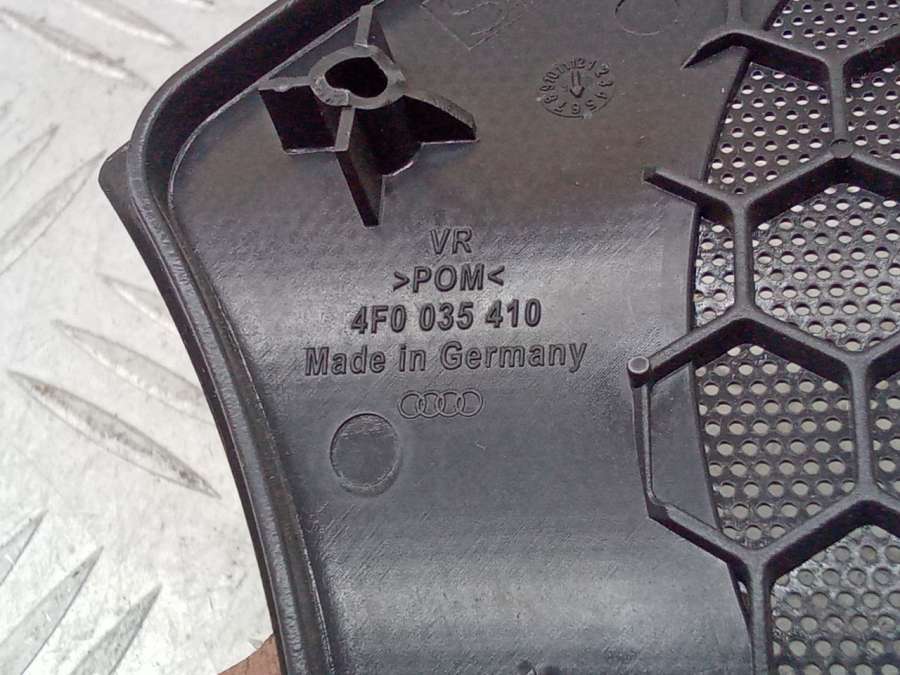 VR
>POM<
4F0 035 410
Made in Germany